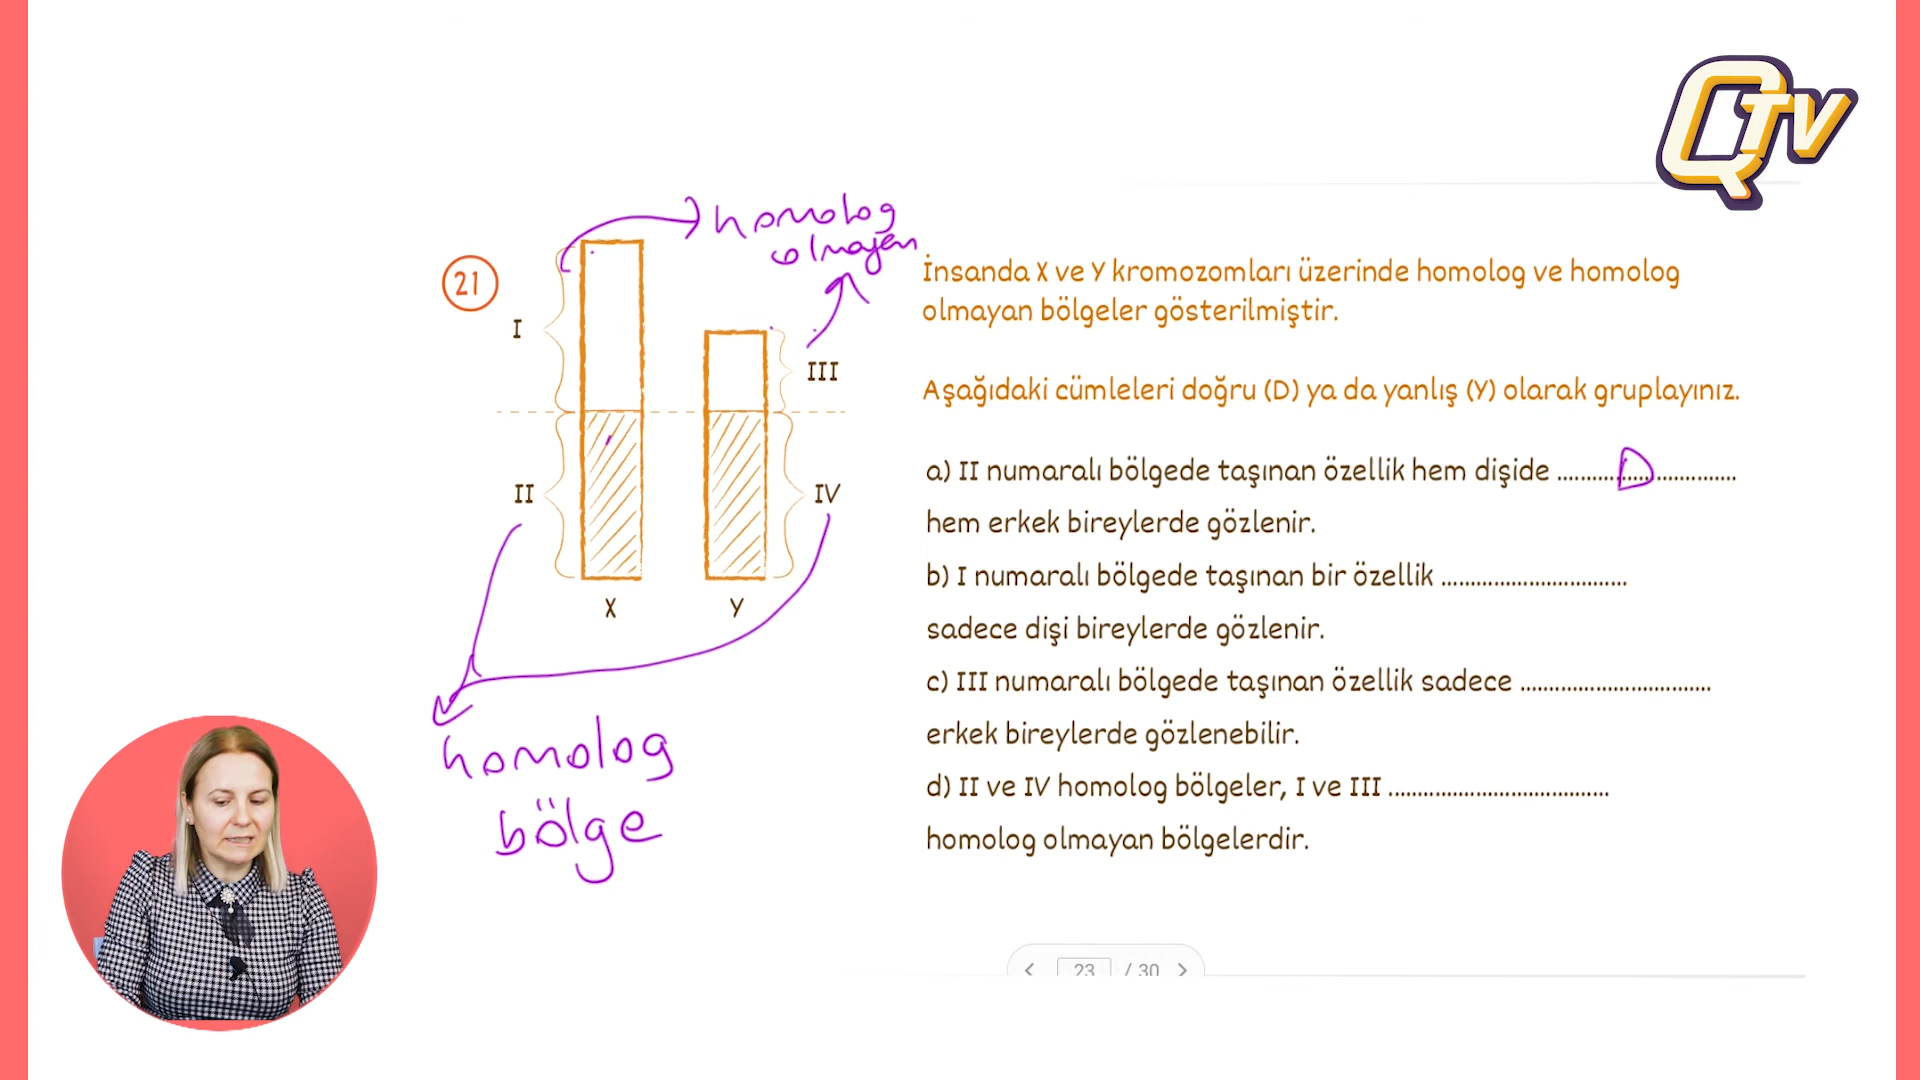 QTV
homolog
olmayan
21
İnsanda X ve Y kromozomları üzerinde homolog ve homolog
olmayan bölgeler gösterilmiştir.
I
III
Aşağıdaki cümleleri doğru (D) ya da yanlış (Y) olarak gruplayınız.
a) II numaralı bölgede taşınan özellik hem dişide ..........D..............
hem erkek bireylerde gözlenir.
II
IV
b) I numaralı bölgede taşınan bir özellik ................................
sadece dişi bireylerde gözlenir.
X
Y
c) III numaralı bölgede taşınan özellik sadece .................................
erkek bireylerde gözlenebilir.
d) II ve IV homolog bölgeler, I ve III ......................................
homolog olmayan bölgelerdir.
homolog
bölge
23 / 30